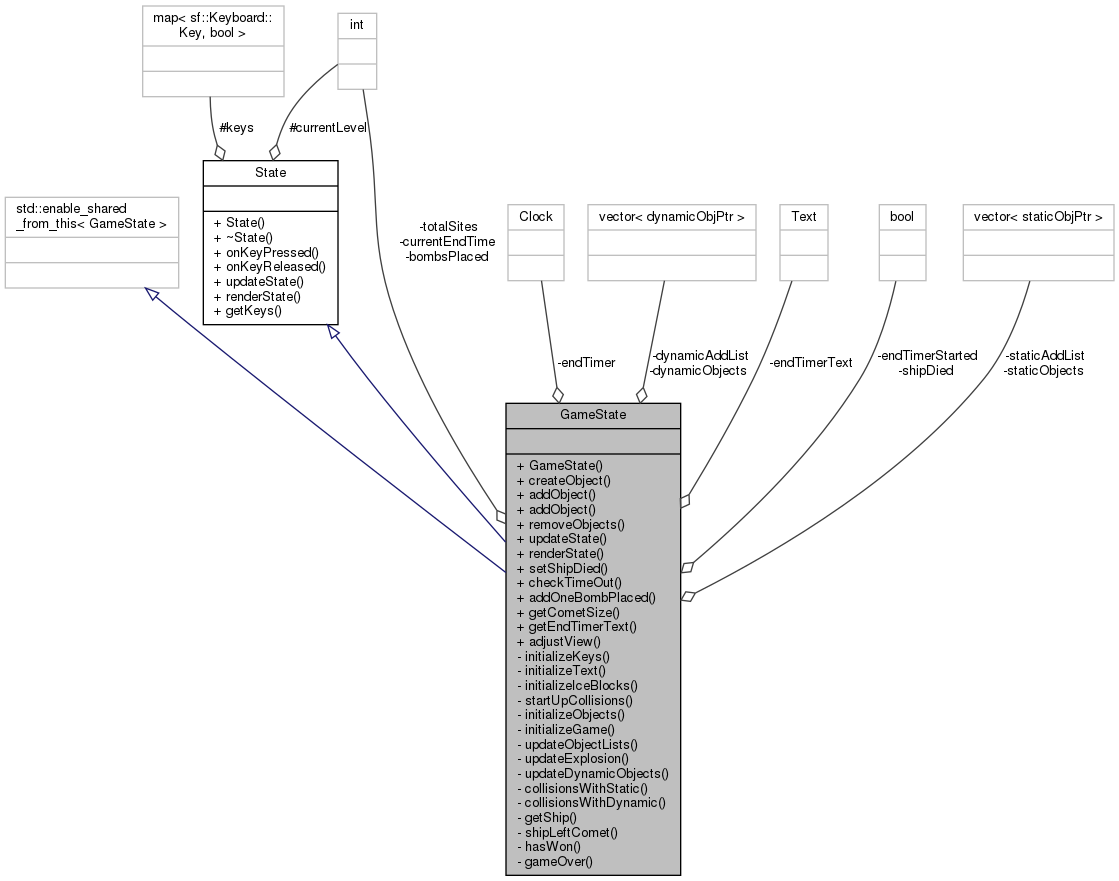 map< sf::Keyboard::
Key, bool >
int
#keys
#currentLevel
State
+ State()
+ ~State()
+ onKeyPressed()
+ onKeyReleased()
+ updateState()
+ renderState()
+ getKeys()
std::enable_shared
_from_this< GameState >
-totalSites
-currentEndTime
-bombsPlaced
Clock
vector< dynamicObjPtr >
Text
bool
vector< staticObjPtr >
-endTimer
-dynamicAddList
-dynamicObjects
-endTimerText
-endTimerStarted
-shipDied
-staticAddList
-staticObjects
GameState
+ GameState()
+ createObject()
+ addObject()
+ addObject()
+ removeObjects()
+ updateState()
+ renderState()
+ setShipDied()
+ checkTimeOut()
+ addOneBombPlaced()
+ getCometSize()
+ getEndTimerText()
+ adjustView()
- initializeKeys()
- initializeText()
- initializeIceBlocks()
- startUpCollisions()
- initializeObjects()
- initializeGame()
- updateObjectLists()
- updateExplosion()
- updateDynamicObjects()
- collisionsWithStatic()
- collisionsWithDynamic()
- getShip()
- shipLeftComet()
- hasWon()
- gameOver()